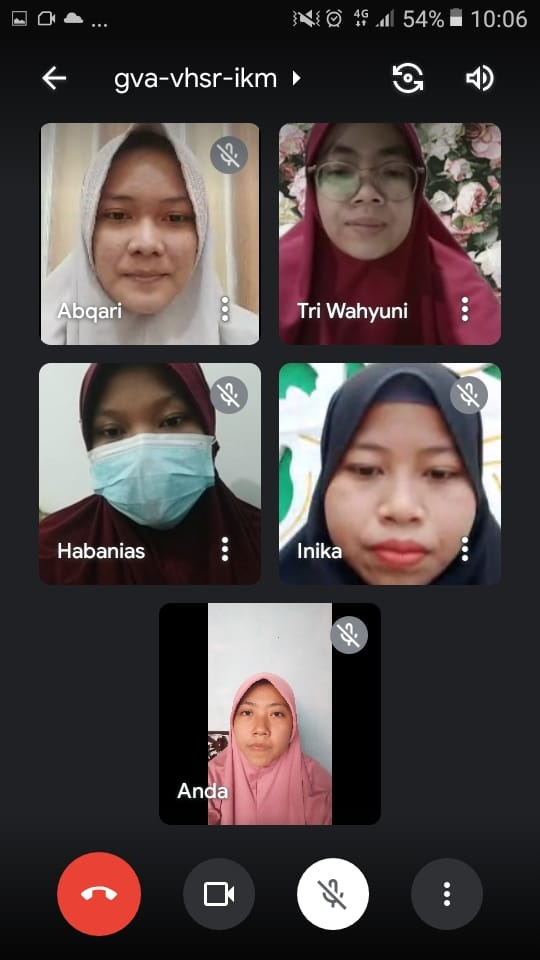 ... 4G 54% 10:06
gva-vhsr-ikm
Abqari
Tri Wahyuni
Habanias
Inika
Anda